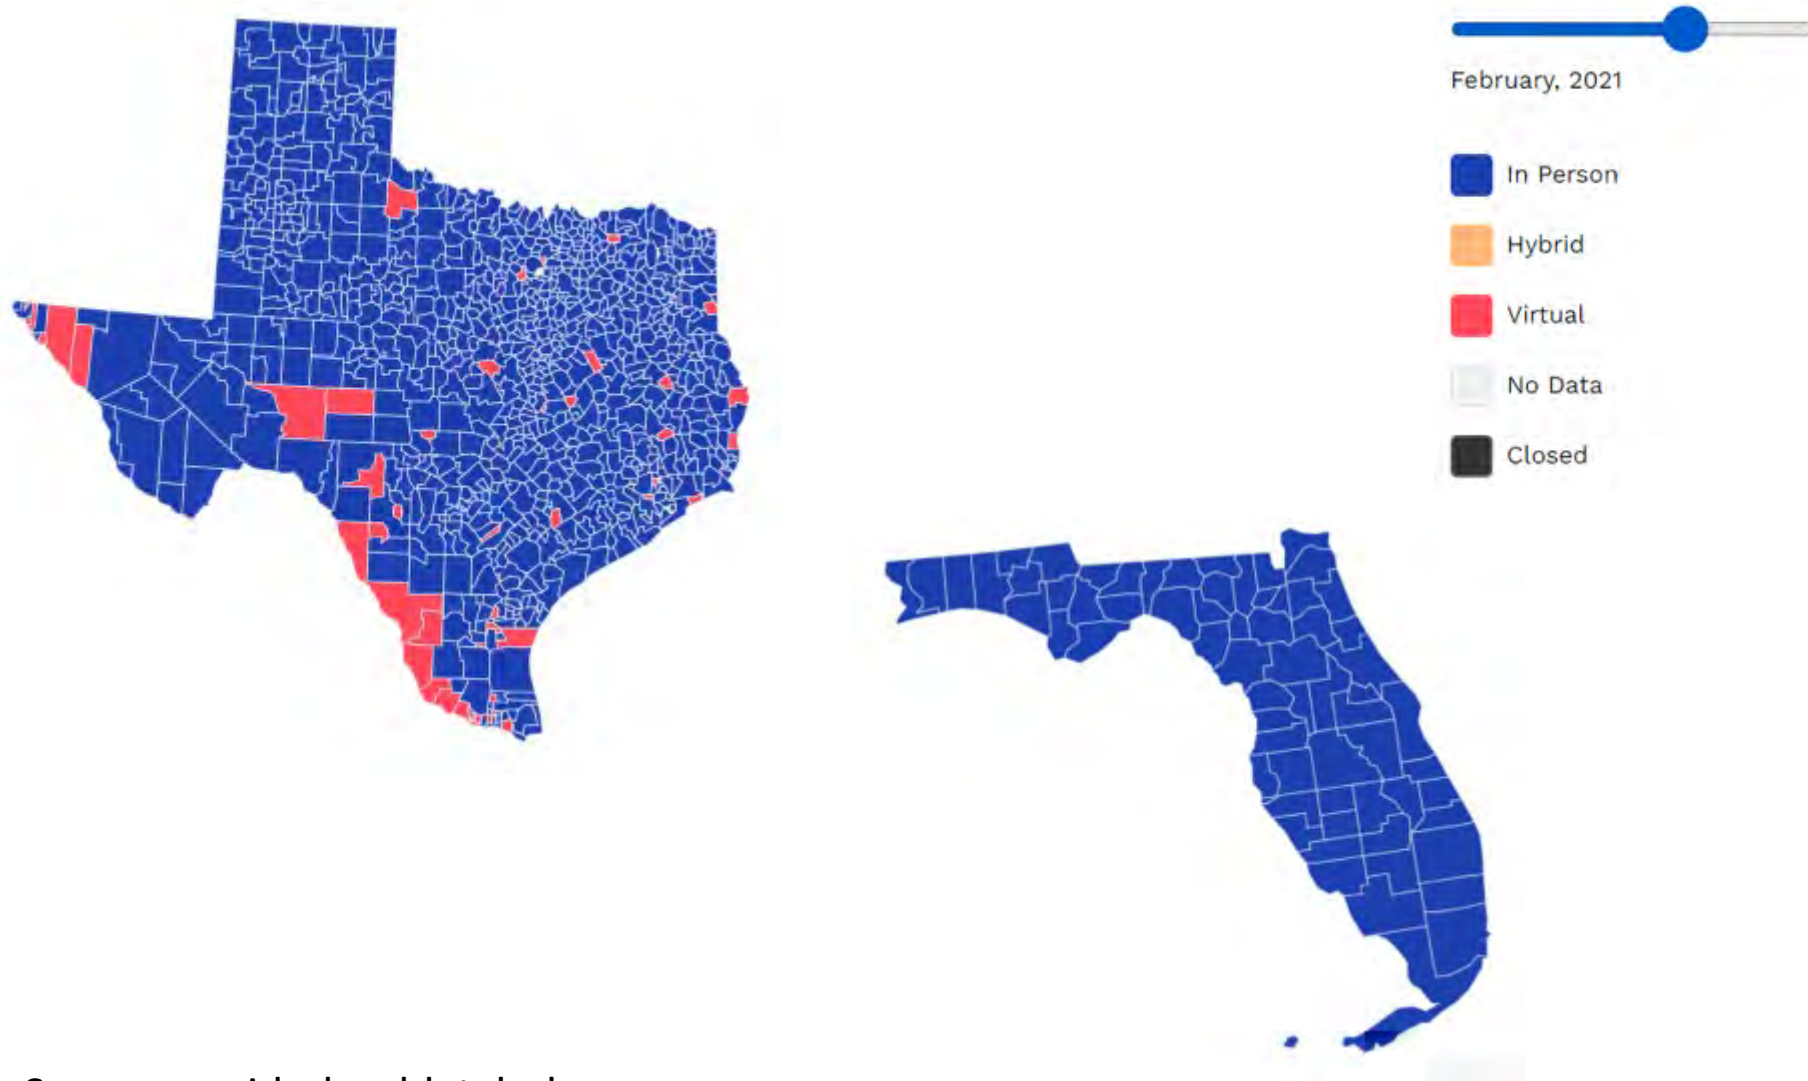 February, 2021
In Person
Hybrid
Virtual
No Data
Closed